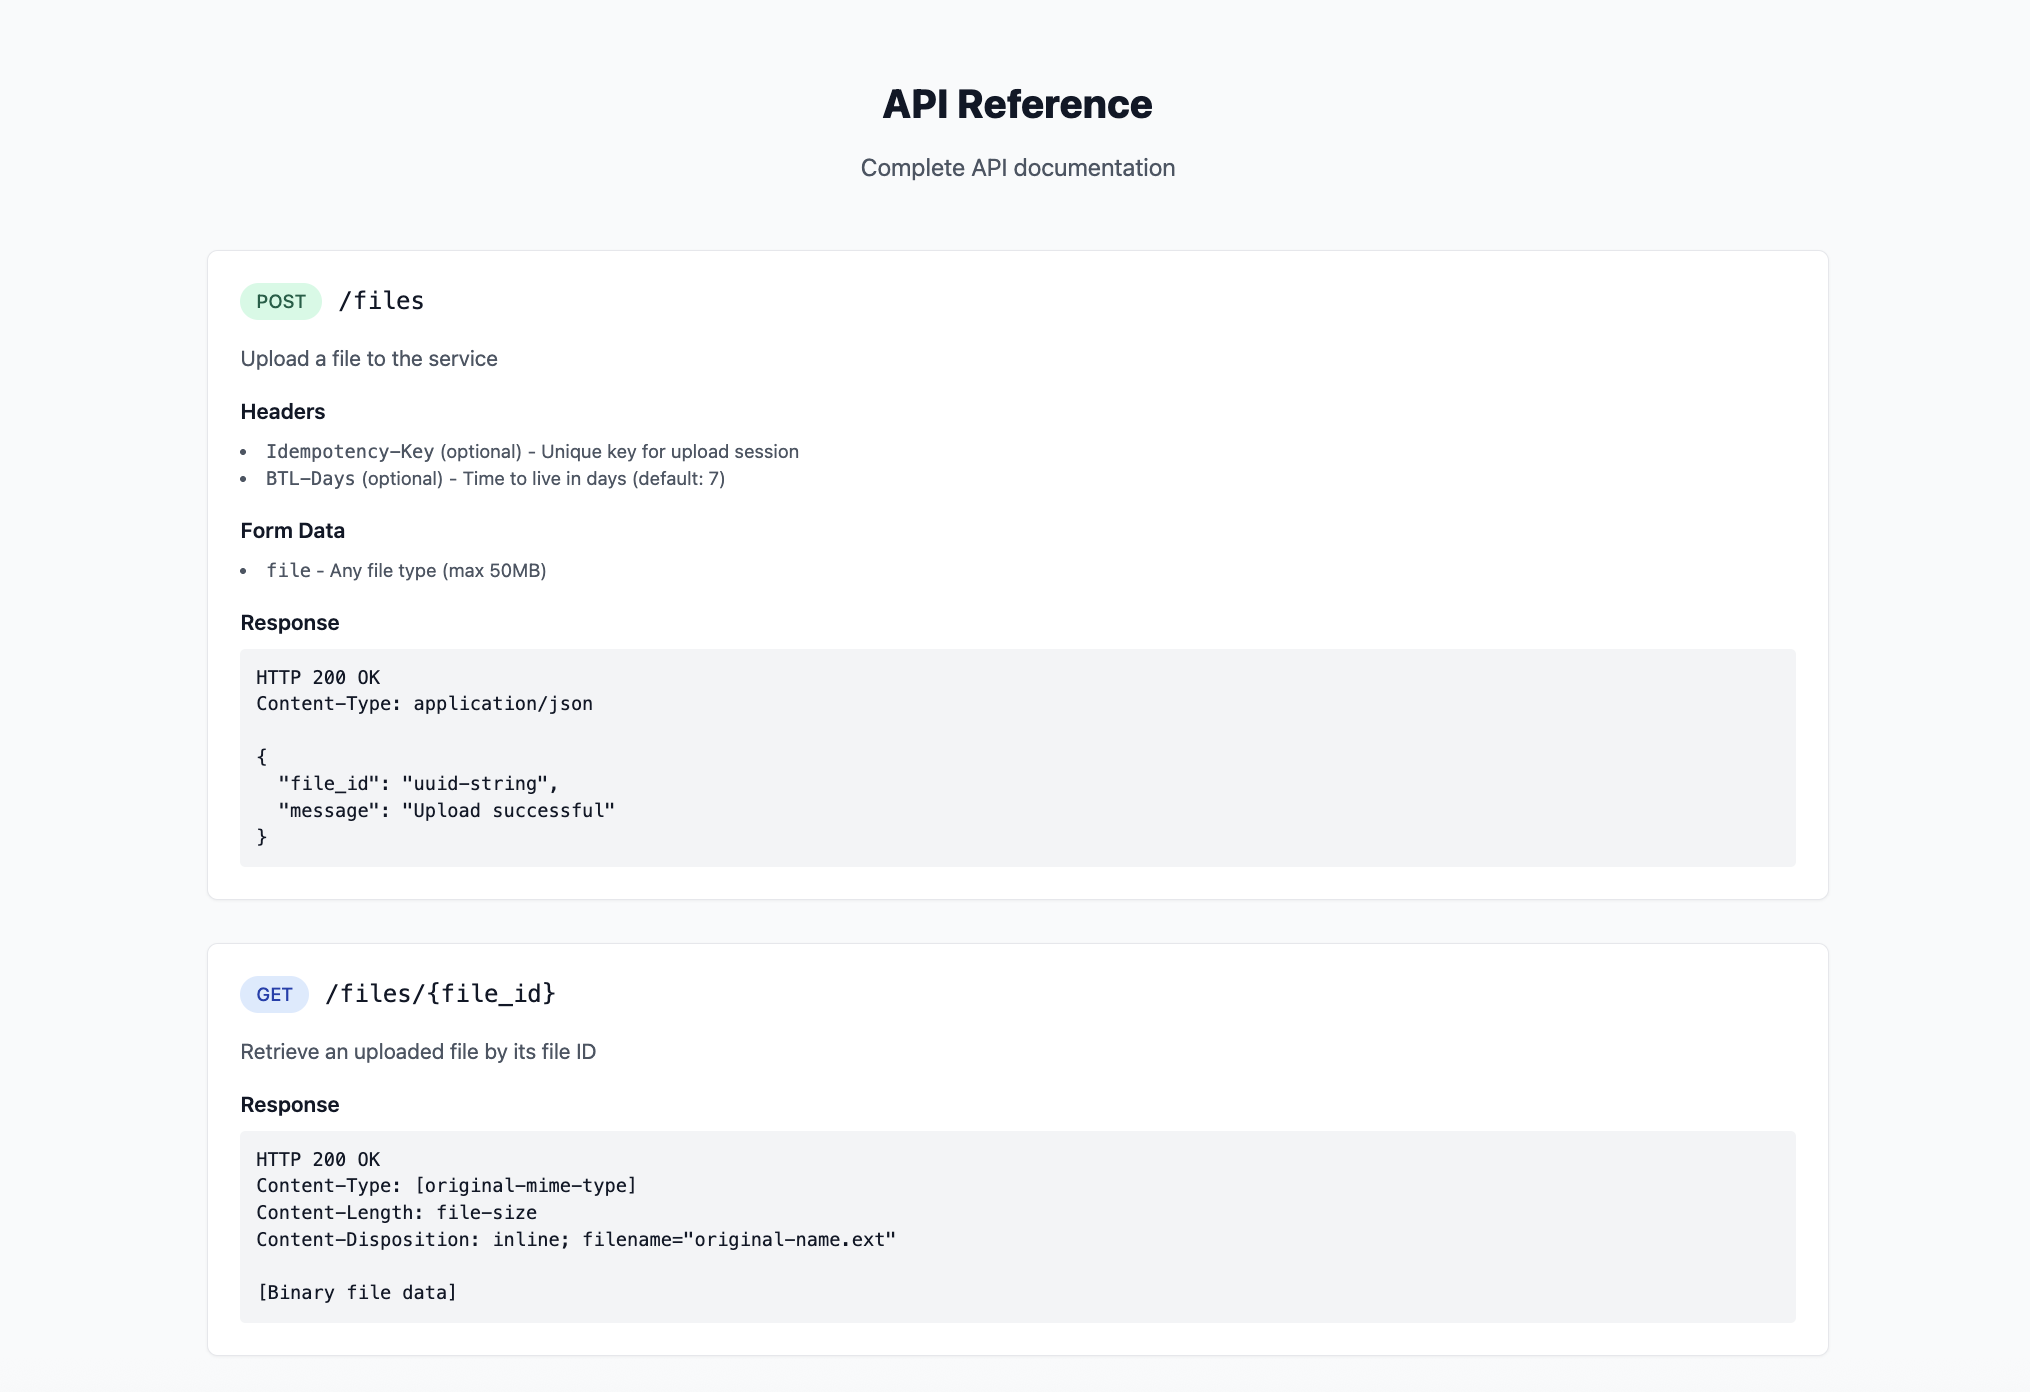 API Reference
Complete API documentation
POST /files
Upload a file to the service
Headers
• Idempotency-Key (optional) - Unique key for upload session
• BTL-Days (optional) - Time to live in days (default: 7)
Form Data
• file - Any file type (max 50MB)
Response
HTTP 200 OK
Content-Type: application/json
{
  "file_id": "uuid-string",
  "message": "Upload successful"
}
GET /files/{file_id}
Retrieve an uploaded file by its file ID
Response
HTTP 200 OK
Content-Type: [original-mime-type]
Content-Length: file-size
Content-Disposition: inline; filename="original-name.ext"
[Binary file data]